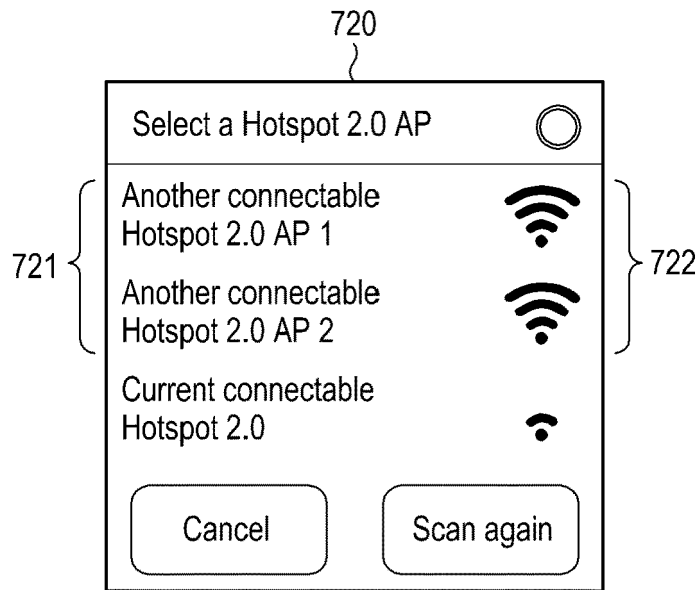 720
Select a Hotspot 2.0 AP
Another connectable
Hotspot 2.0 AP 1
721
722
Another connectable
Hotspot 2.0 AP 2
Current connectable
Hotspot 2.0
Cancel
Scan again